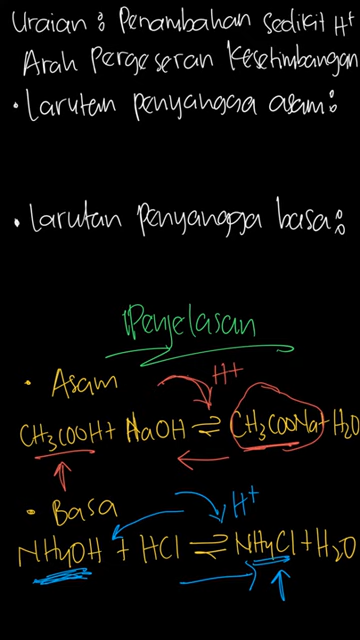 Uraian : Penambahan sedikit H+
Arah Pergeseran Kesetimbangan
• Larutan penyangga asam :
• Larutan penyangga basa :
Penjelasan
• Asam
H+
CH3COOH + NaOH ⇌ CH3COONa + H2O
• Basa
H+
NH4OH + HCl ⇌ NH4Cl + H2O